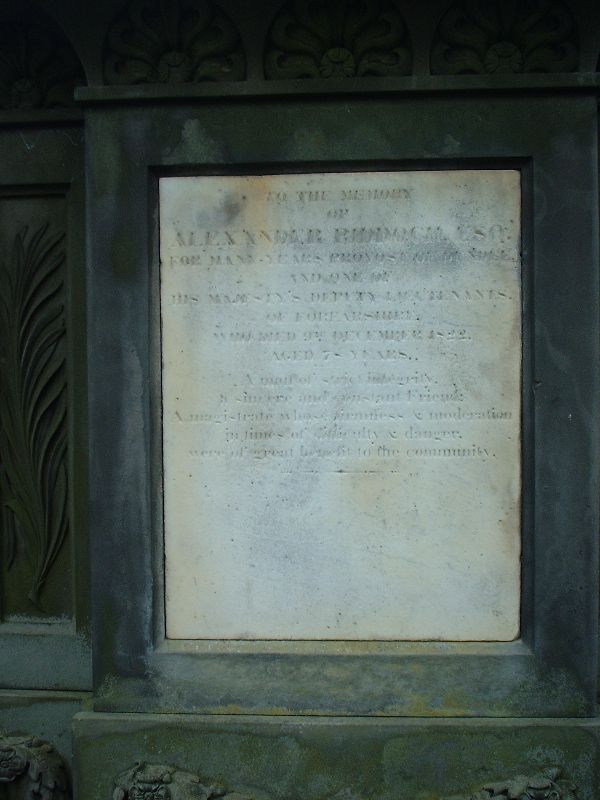 TO THE MEMORY
OF
ALEXANDER RIDDOCH, ESQ.
FOR MANY YEARS PROVOST OF DUNDEE,
AND ONE OF
HIS MAJESTY'S DEPUTY LIEUTENANTS,
OF FORFARSHIRE,
WHO DIED 9TH DECEMBER 1822,
AGED 78 YEARS.
A man of strict integrity,
A sincere and constant Friend;
A magistrate whose firmness & moderation
in times of difficulty & danger,
were of great benefit to the community.